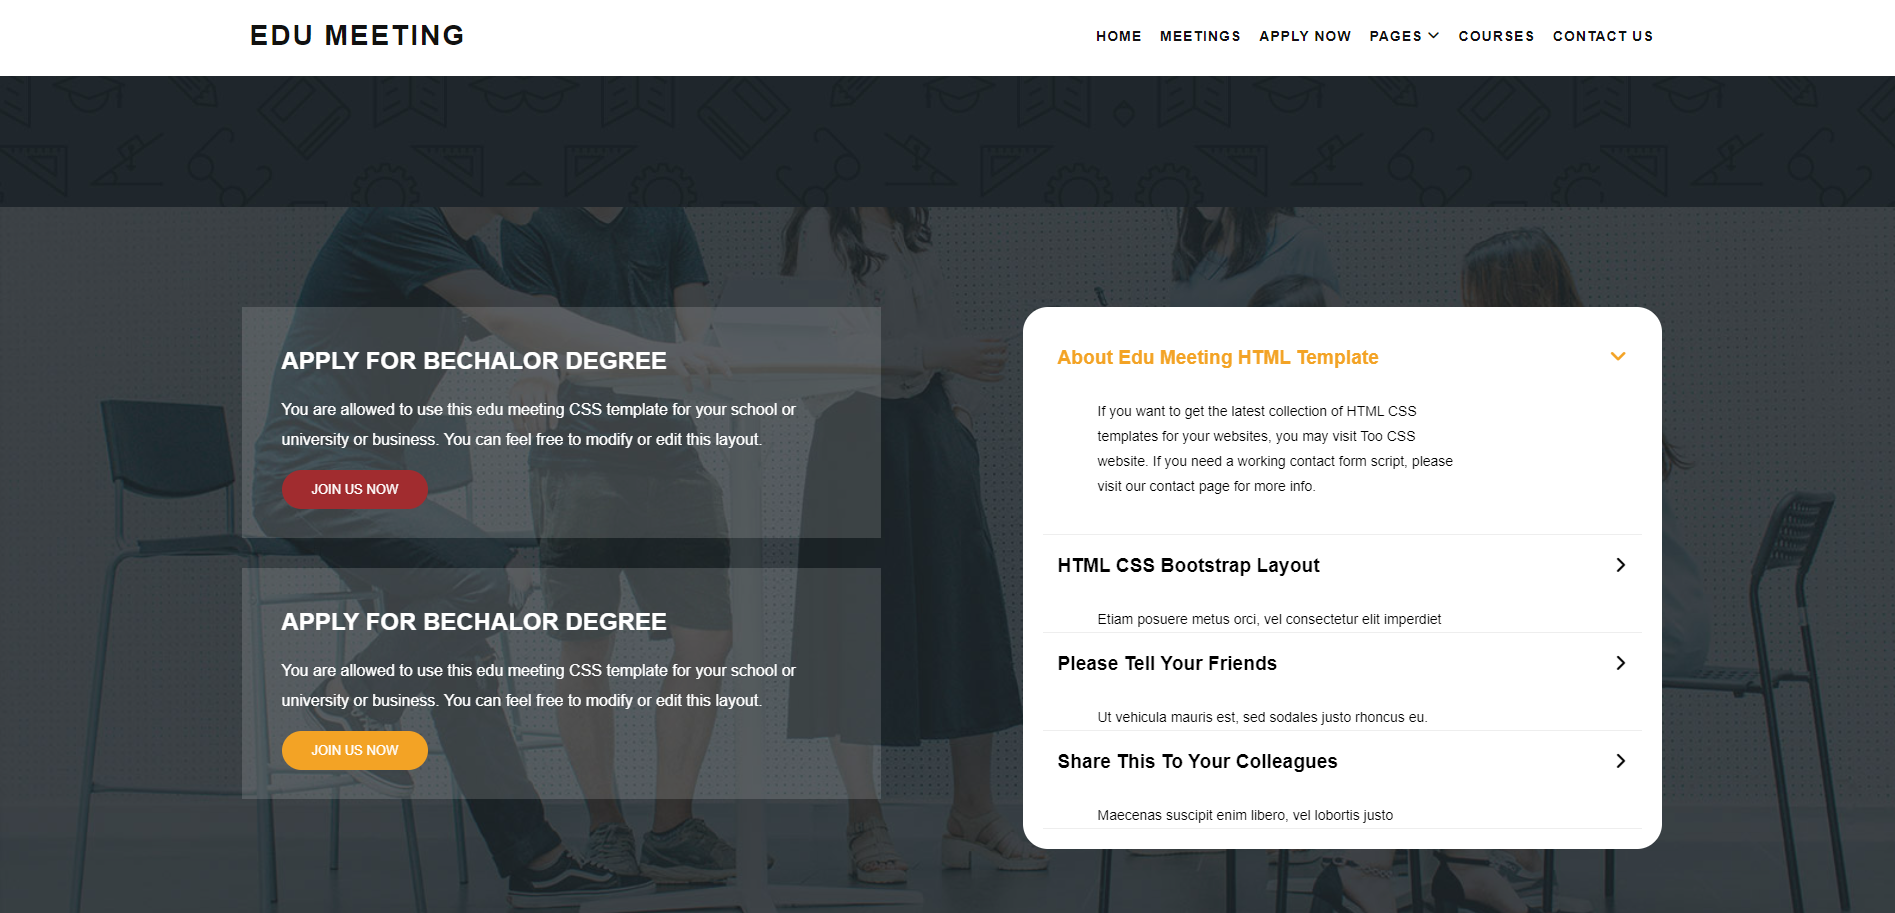 EDU MEETING
HOME MEETINGS APPLY NOW PAGES COURSES CONTACT US
APPLY FOR BECHALOR DEGREE
You are allowed to use this edu meeting CSS template for your school or
university or business. You can feel free to modify or edit this layout.
JOIN US NOW
APPLY FOR BECHALOR DEGREE
You are allowed to use this edu meeting CSS template for your school or
university or business. You can feel free to modify or edit this layout.
JOIN US NOW
About Edu Meeting HTML Template
If you want to get the latest collection of HTML CSS
templates for your websites, you may visit Too CSS
website. If you need a working contact form script, please
visit our contact page for more info.
HTML CSS Bootstrap Layout
Etiam posuere metus orci, vel consectetur elit imperdiet
Please Tell Your Friends
Ut vehicula mauris est, sed sodales justo rhoncus eu.
Share This To Your Colleagues
Maecenas suscipit enim libero, vel lobortis justo